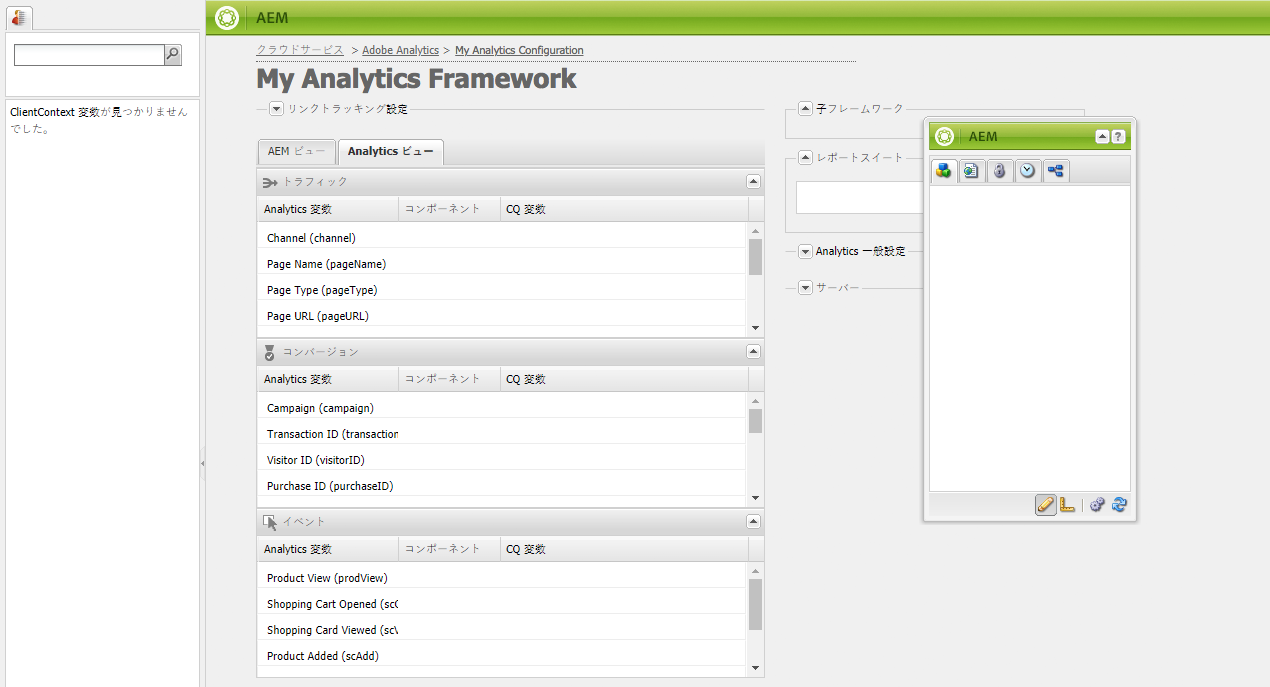 AEM
クラウドサービス > Adobe Analytics > My Analytics Configuration
My Analytics Framework
ClientContext 変数が見つかりません
でした。
リンクトラッキング設定
AEM ビュー
Analytics ビュー
トラフィック
Analytics 変数 コンポーネント CQ 変数
Channel (channel)
Page Name (pageName)
Page Type (pageType)
Page URL (pageURL)
コンバージョン
Analytics 変数 コンポーネント CQ 変数
Campaign (campaign)
Transaction ID (transaction
Visitor ID (visitorID)
Purchase ID (purchaseID)
イベント
Analytics 変数 コンポーネント CQ 変数
Product View (prodView)
Shopping Cart Opened (sc
Shopping Card Viewed (sc
Product Added (scAdd)
子フレームワーク
レポートスイート
Analytics 一般設定
サーバー
AEM
?